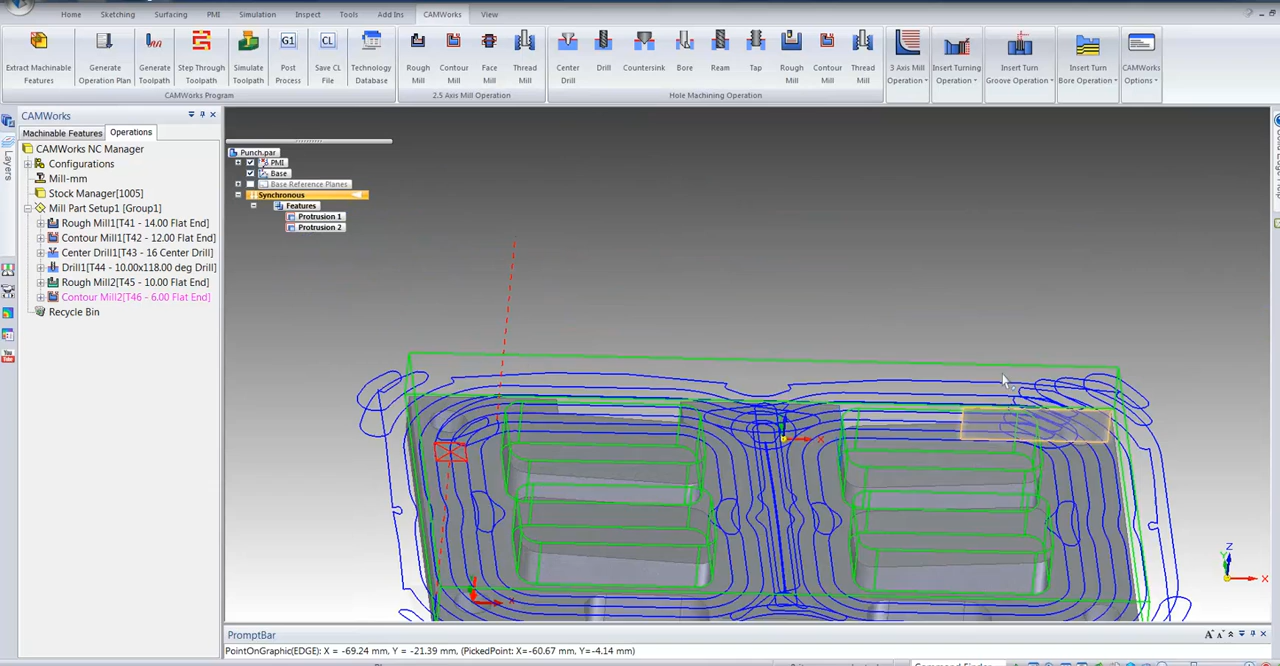 Home Sketching Surfacing PMI Simulation Inspect Tools Add Ins CAMWorks View
Extract Machinable Features
Generate Operation Plan
Generate Toolpath
Step Through Toolpath
Simulate Toolpath
G1
Post Process
CL
Save CL File
Technology Database
Rough Mill
Contour Mill
Face Mill
Thread Mill
Center Drill
Drill
Countersink
Bore
Ream
Tap
Rough Mill
Contour Mill
Thread Mill
3 Axis Mill Operation
Insert Turning Operation
Insert Turn Groove Operation
Insert Turn Bore Operation
CAMWorks Options
CAMWorks Program
2.5 Axis Mill Operation
Hole Machining Operation
CAMWorks
Machinable Features Operations
Layers
CAMWorks NC Manager
Configurations
Mill-mm
Stock Manager[1005]
Mill Part Setup1 [Group1]
Rough Mill1[T41 - 14.00 Flat End]
Contour Mill1[T42 - 12.00 Flat End]
Center Drill1[T43 - 16 Center Drill]
Drill1[T44 - 10.00x118.00 deg Drill]
Rough Mill2[T45 - 10.00 Flat End]
Contour Mill2[T46 - 6.00 Flat End]
Recycle Bin
Punch.par
PMI
Base
Base Reference Planes
Synchronous
Features
Protrusion 1
Protrusion 2
X
X
Z
Y
X
PromptBar
PointOnGraphic(EDGE): X = -69.24 mm, Y = -21.39 mm, (PickedPoint: X=-60.67 mm, Y=-4.14 mm)
Command Finder